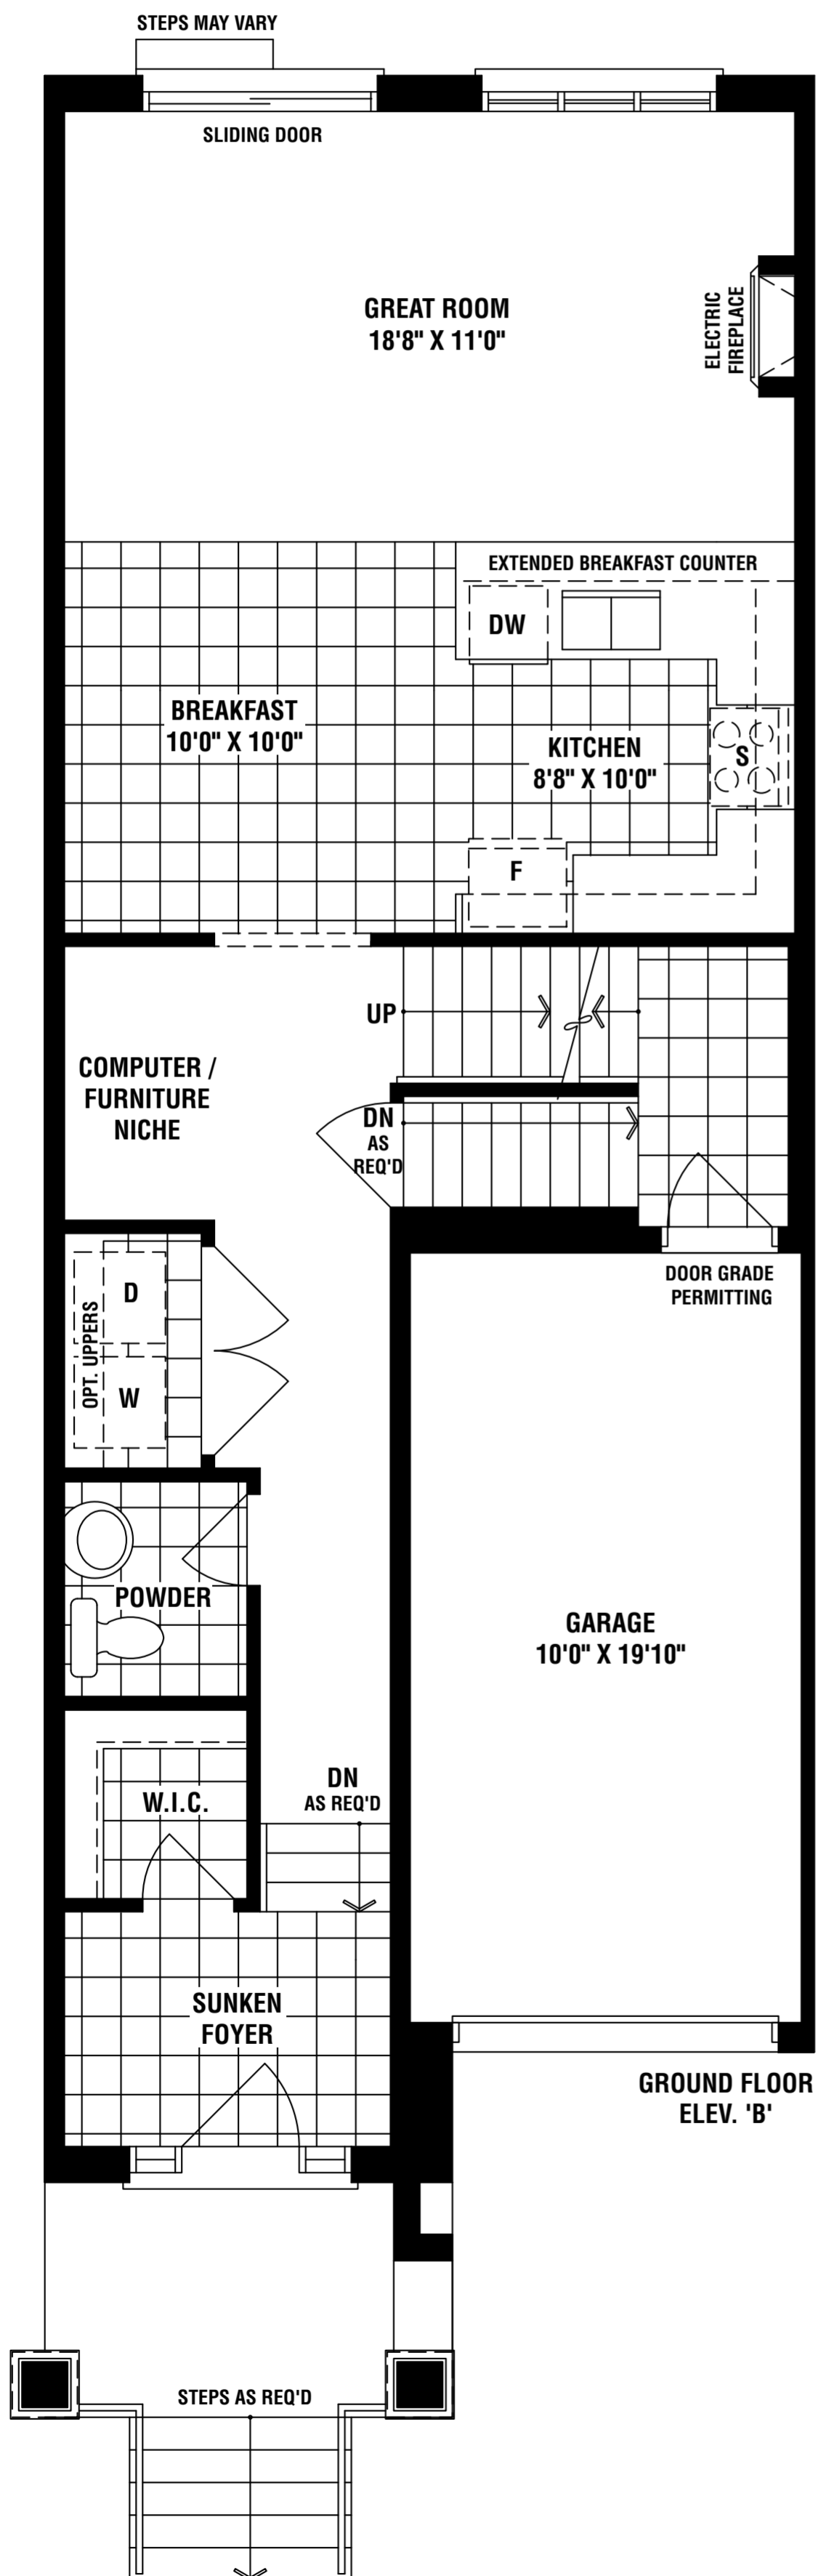 STEPS MAY VARY
SLIDING DOOR
GREAT ROOM
18'8" X 11'0"
ELECTRIC
FIREPLACE
EXTENDED BREAKFAST COUNTER
DW
BREAKFAST
10'0" X 10'0"
KITCHEN
8'8" X 10'0"
S
F
UP
COMPUTER /
FURNITURE
NICHE
DN
AS
REQ'D
DOOR GRADE
PERMITTING
D
OPT. UPPERS
W
POWDER
GARAGE
10'0" X 19'10"
DN
AS REQ'D
W.I.C.
SUNKEN
FOYER
GROUND FLOOR
ELEV. 'B'
STEPS AS REQ'D